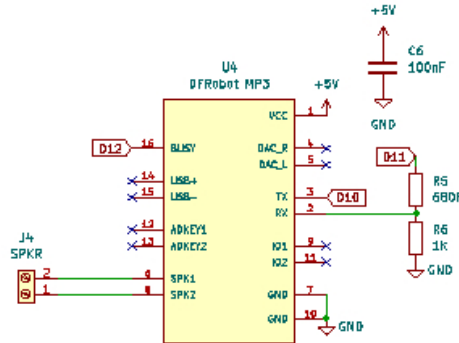 +5V
C6
100nF
GND
U4
DFRobot MP3
+5V
VCC 1
D12 16 BUSY
DAC_R 4
DAC_L 5
D11
14 USB+
15 USB-
TX 3 D10
RX 2
R5
680
12 ADKEY1
13 ADKEY2
IO1 9
IO2 11
R6
1k
GND
J4
SPKR
2 6 SPK1
1 8 SPK2
GND 7
GND 10
GND